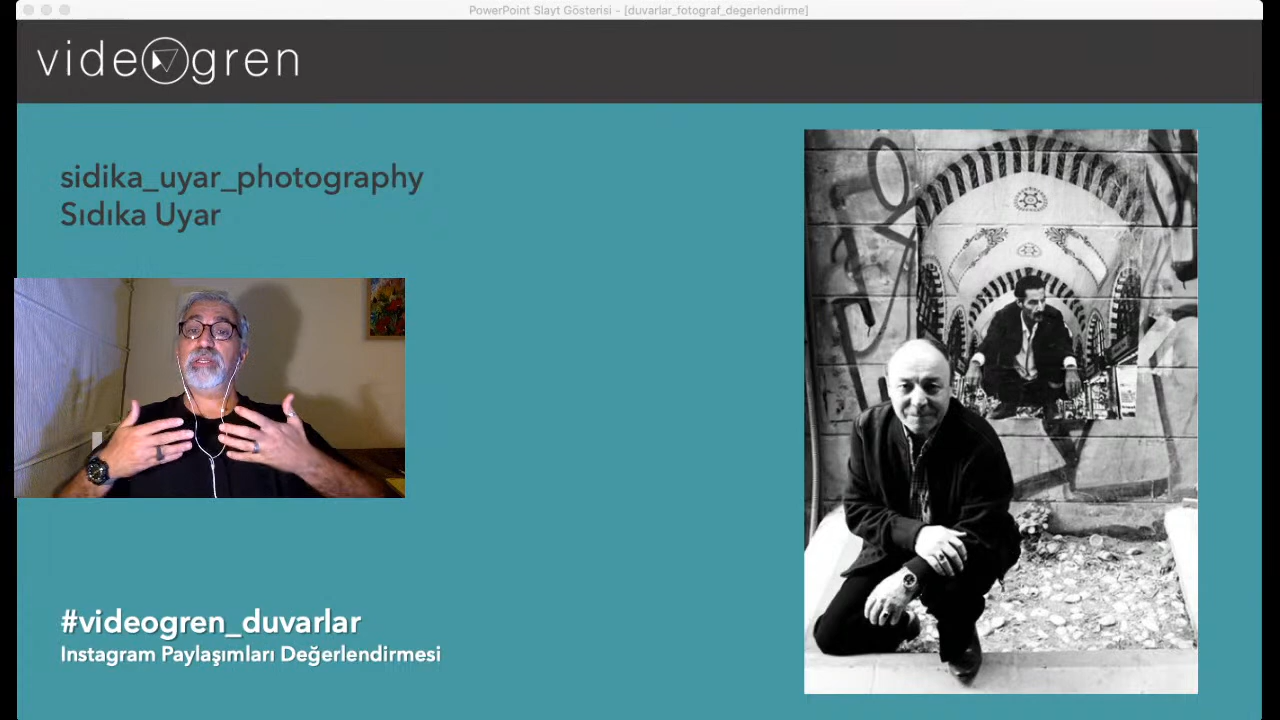 PowerPoint Slayt Gösterisi - [duvarlar_fotograf_degerlendirme]
videogren
sidika_uyar_photography
Sıdıka Uyar
#videogren_duvarlar
Instagram Paylaşımları Değerlendirmesi